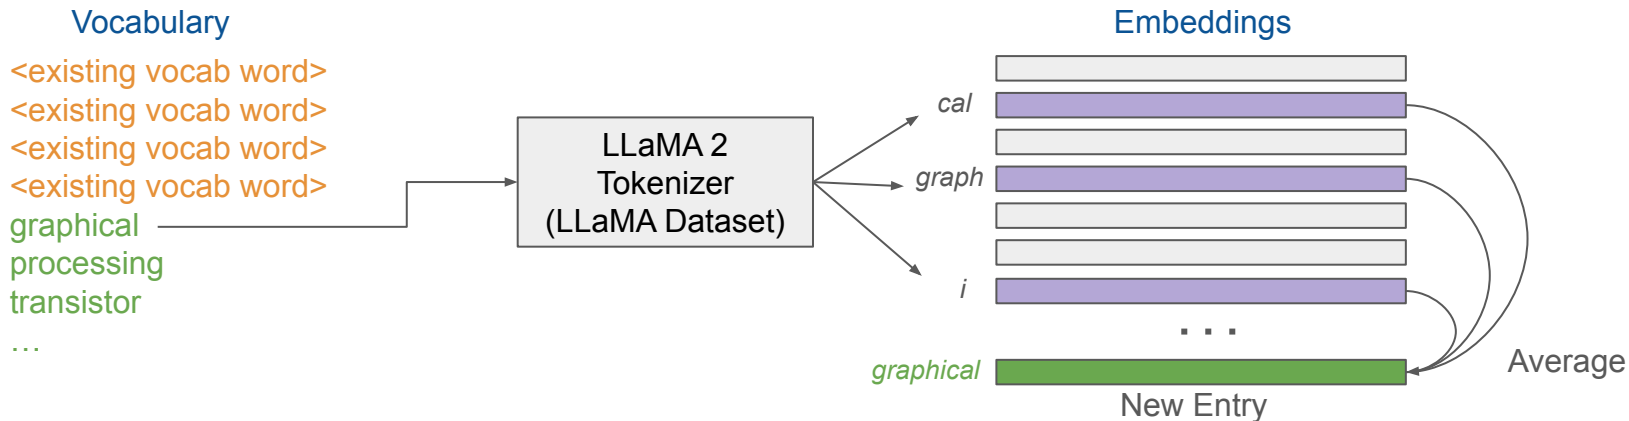 Vocabulary
<existing vocab word>
<existing vocab word>
<existing vocab word>
<existing vocab word>
graphical
processing
transistor
…
LLaMA 2
Tokenizer
(LLaMA Dataset)
Embeddings
cal
graph
i
. . .
graphical
Average
New Entry